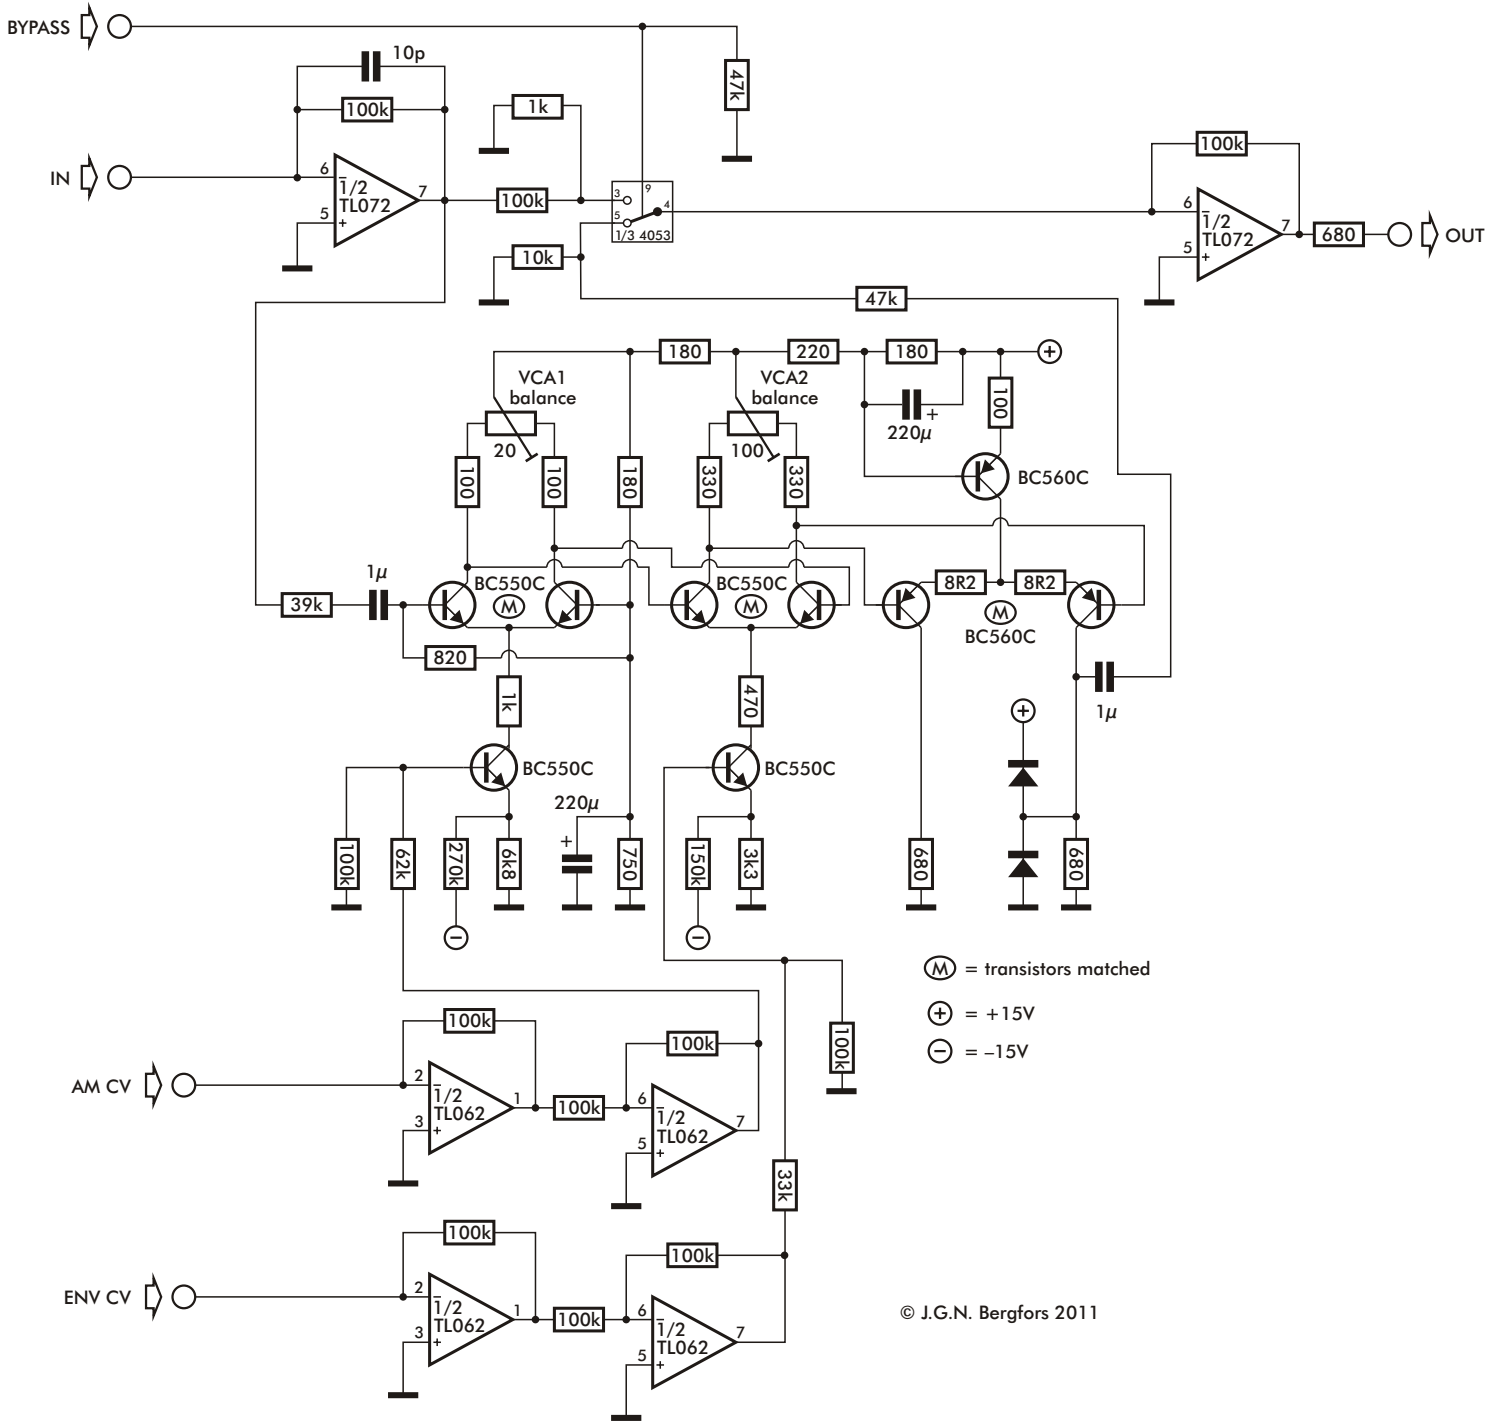 BYPASS
10p
100k
1k
47k
IN
6
–
1/2
TL072
7
5
+
100k
3
9
4
5
1/3 4053
10k
100k
6
–
1/2
TL072
7
5
+
680
OUT
47k
180
220
180
+
VCA1
balance
20
VCA2
balance
100
220µ
+
100
100
100
180
330
330
BC560C
1µ
39k
BC550C
M
BC550C
M
8R2
8R2
M
BC560C
820
1k
470
1µ
+
BC550C
BC550C
220µ
+
100k
62k
270k
6k8
750
150k
3k3
680
680
–
–
M = transistors matched
+ = +15V
– = –15V
100k
100k
100k
AM CV
2
–
1/2
TL062
1
3
+
100k
6
–
1/2
TL062
7
5
+
33k
100k
100k
ENV CV
2
–
1/2
TL062
1
3
+
100k
6
–
1/2
TL062
7
5
+
© J.G.N. Bergfors 2011